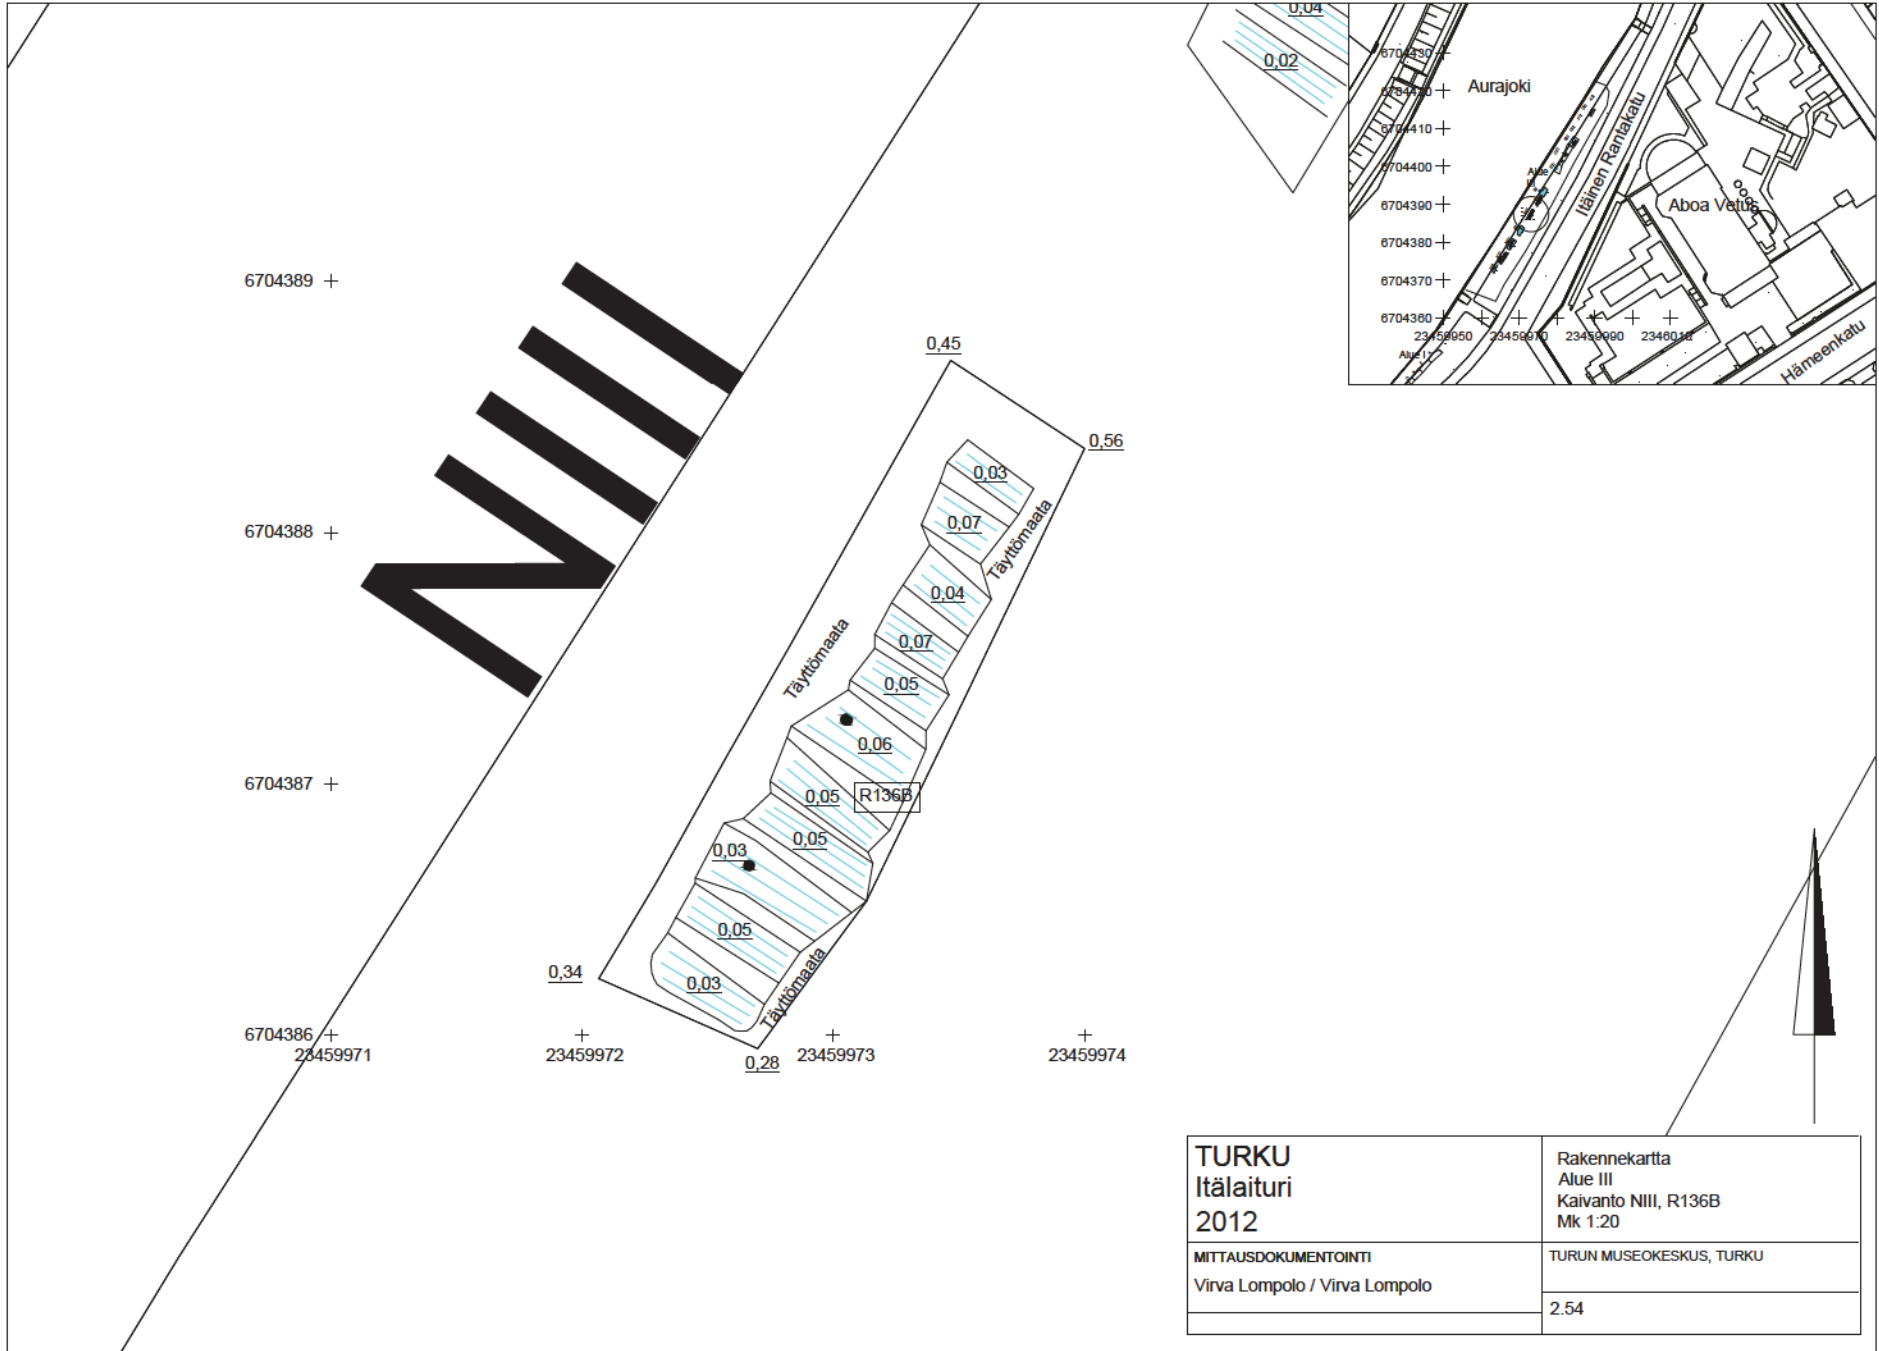 0,04
0,02
6704430
6704420
6704410
6704400
6704390
6704380
6704370
6704360
23459950
23459970
23459990
2346010
Aurajoki
Itäinen Rantakatu
Aboa Vetus
Hämeenkatu
Alue
Alue I
NIII
6704389
6704388
6704387
6704386
23459971
23459972
23459973
23459974
0,45
0,56
0,03
0,07
Täyttömaata
0,04
0,07
Täyttömaata
0,05
0,06
0,05
R136B
0,05
0,03
0,05
0,03
Täyttömaata
0,34
0,28
TURKU
Itälaituri
2012
Rakennekartta
Alue III
Kaivanto NIII, R136B
Mk 1:20
MITTAUSDOKUMENTOINTI
Virva Lompolo / Virva Lompolo
TURUN MUSEOKESKUS, TURKU
2.54